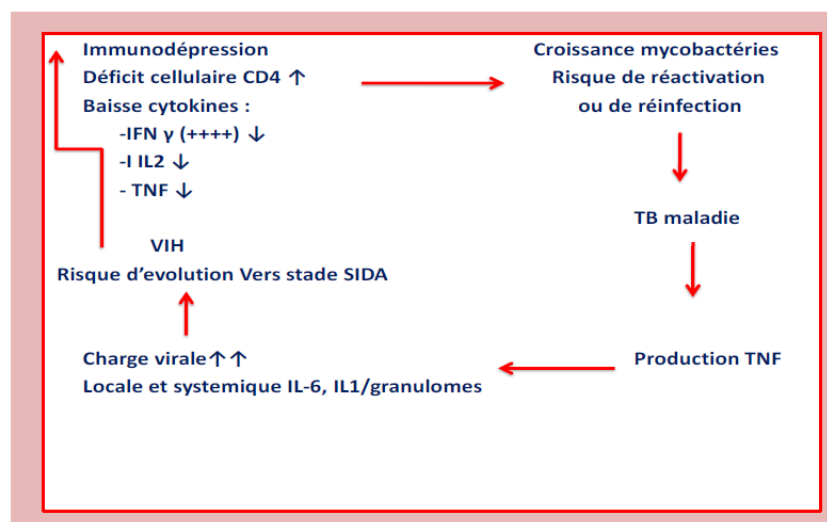 Immunodépression
Déficit cellulaire CD4 ↑
Baisse cytokines :
-IFN γ (++++) ↓
-I IL2 ↓
- TNF ↓
Croissance mycobactéries
Risque de réactivation
ou de réinfection
TB maladie
Production TNF
Charge virale↑↑
Locale et systemique IL-6, IL1/granulomes
VIH
Risque d’evolution Vers stade SIDA